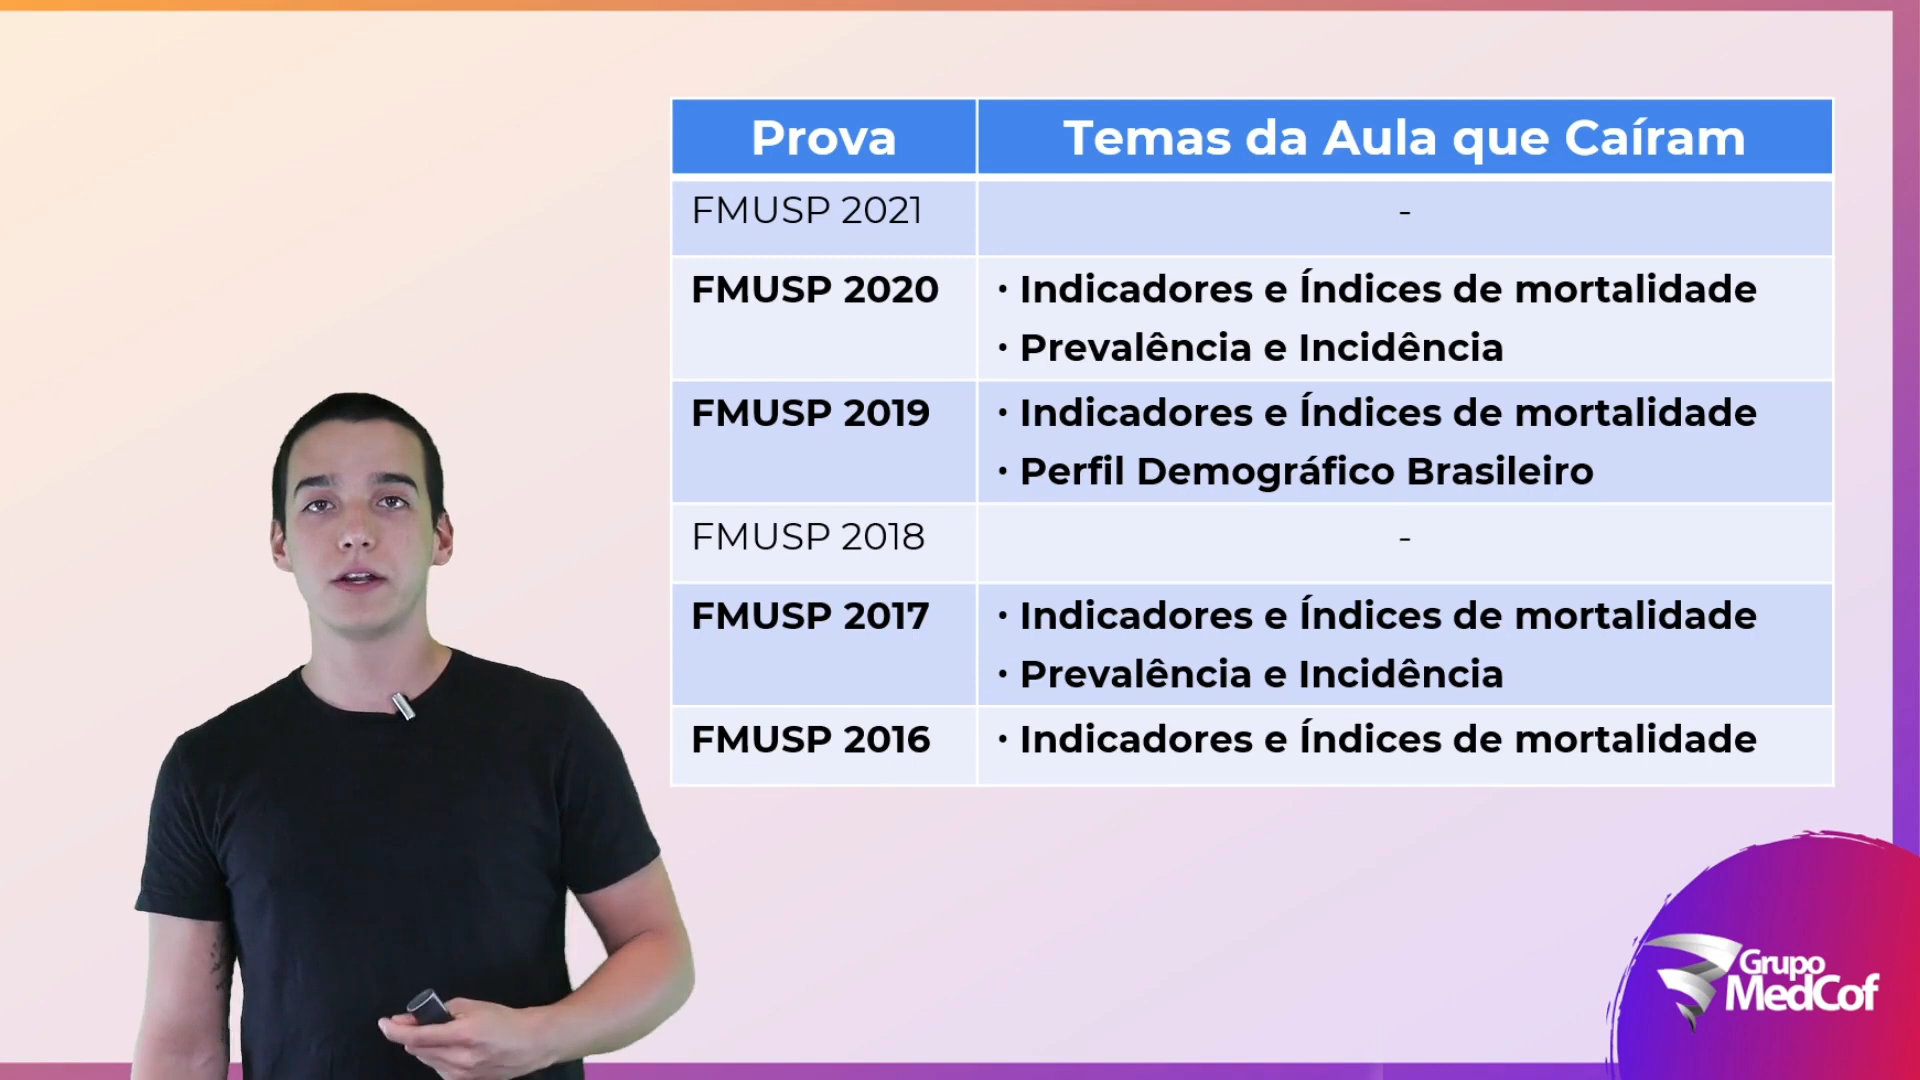 Prova
Temas da Aula que Caíram
FMUSP 2021
-
FMUSP 2020
· Indicadores e Índices de mortalidade
· Prevalência e Incidência
FMUSP 2019
· Indicadores e Índices de mortalidade
· Perfil Demográfico Brasileiro
FMUSP 2018
-
FMUSP 2017
· Indicadores e Índices de mortalidade
· Prevalência e Incidência
FMUSP 2016
· Indicadores e Índices de mortalidade
Grupo
MedCof